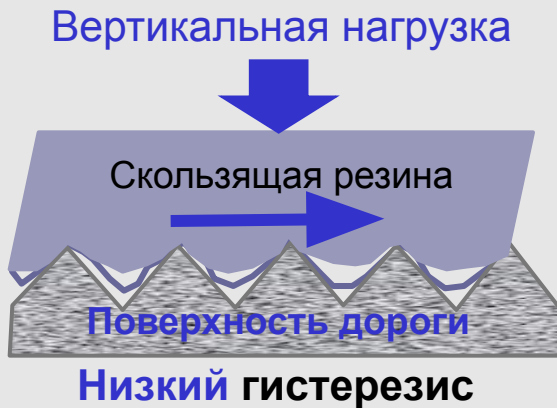 Вертикальная нагрузка
Скользящая резина
Поверхность дороги
Низкий гистерезис